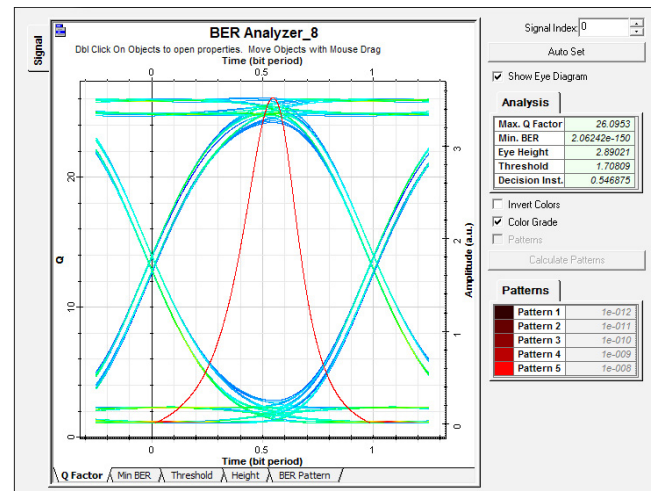 Signal
BER Analyzer_8
Dbl Click On Objects to open properties. Move Objects with Mouse Drag
Time (bit period)
0 0.5 1
Q
0 10 20
Amplitude (a.u.)
0 1 2 3
0 0.5 1
Time (bit period)
Q Factor Min BER Threshold Height BER Pattern
Signal Index: 0
Auto Set
Show Eye Diagram
Analysis
Max. Q Factor 26.0953
Min. BER 2.06242e-150
Eye Height 2.89021
Threshold 1.70809
Decision Inst. 0.546875
Invert Colors
Color Grade
Patterns
Calculate Patterns
Patterns
Pattern 1 1e-012
Pattern 2 1e-011
Pattern 3 1e-010
Pattern 4 1e-009
Pattern 5 1e-008